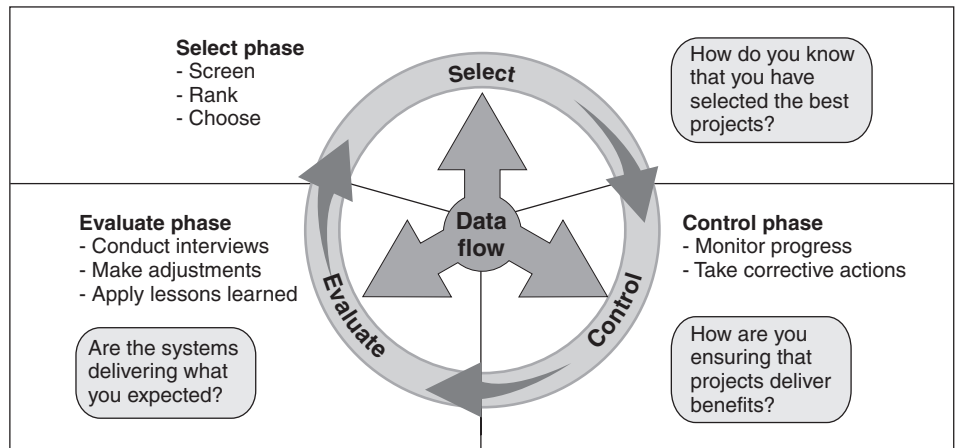 Select phase
- Screen
- Rank
- Choose
Select
How do you know
that you have
selected the best
projects?
Evaluate phase
- Conduct interviews
- Make adjustments
- Apply lessons learned
Data
flow
Control phase
- Monitor progress
- Take corrective actions
Evaluate
Control
Are the systems
delivering what
you expected?
How are you
ensuring that
projects deliver
benefits?